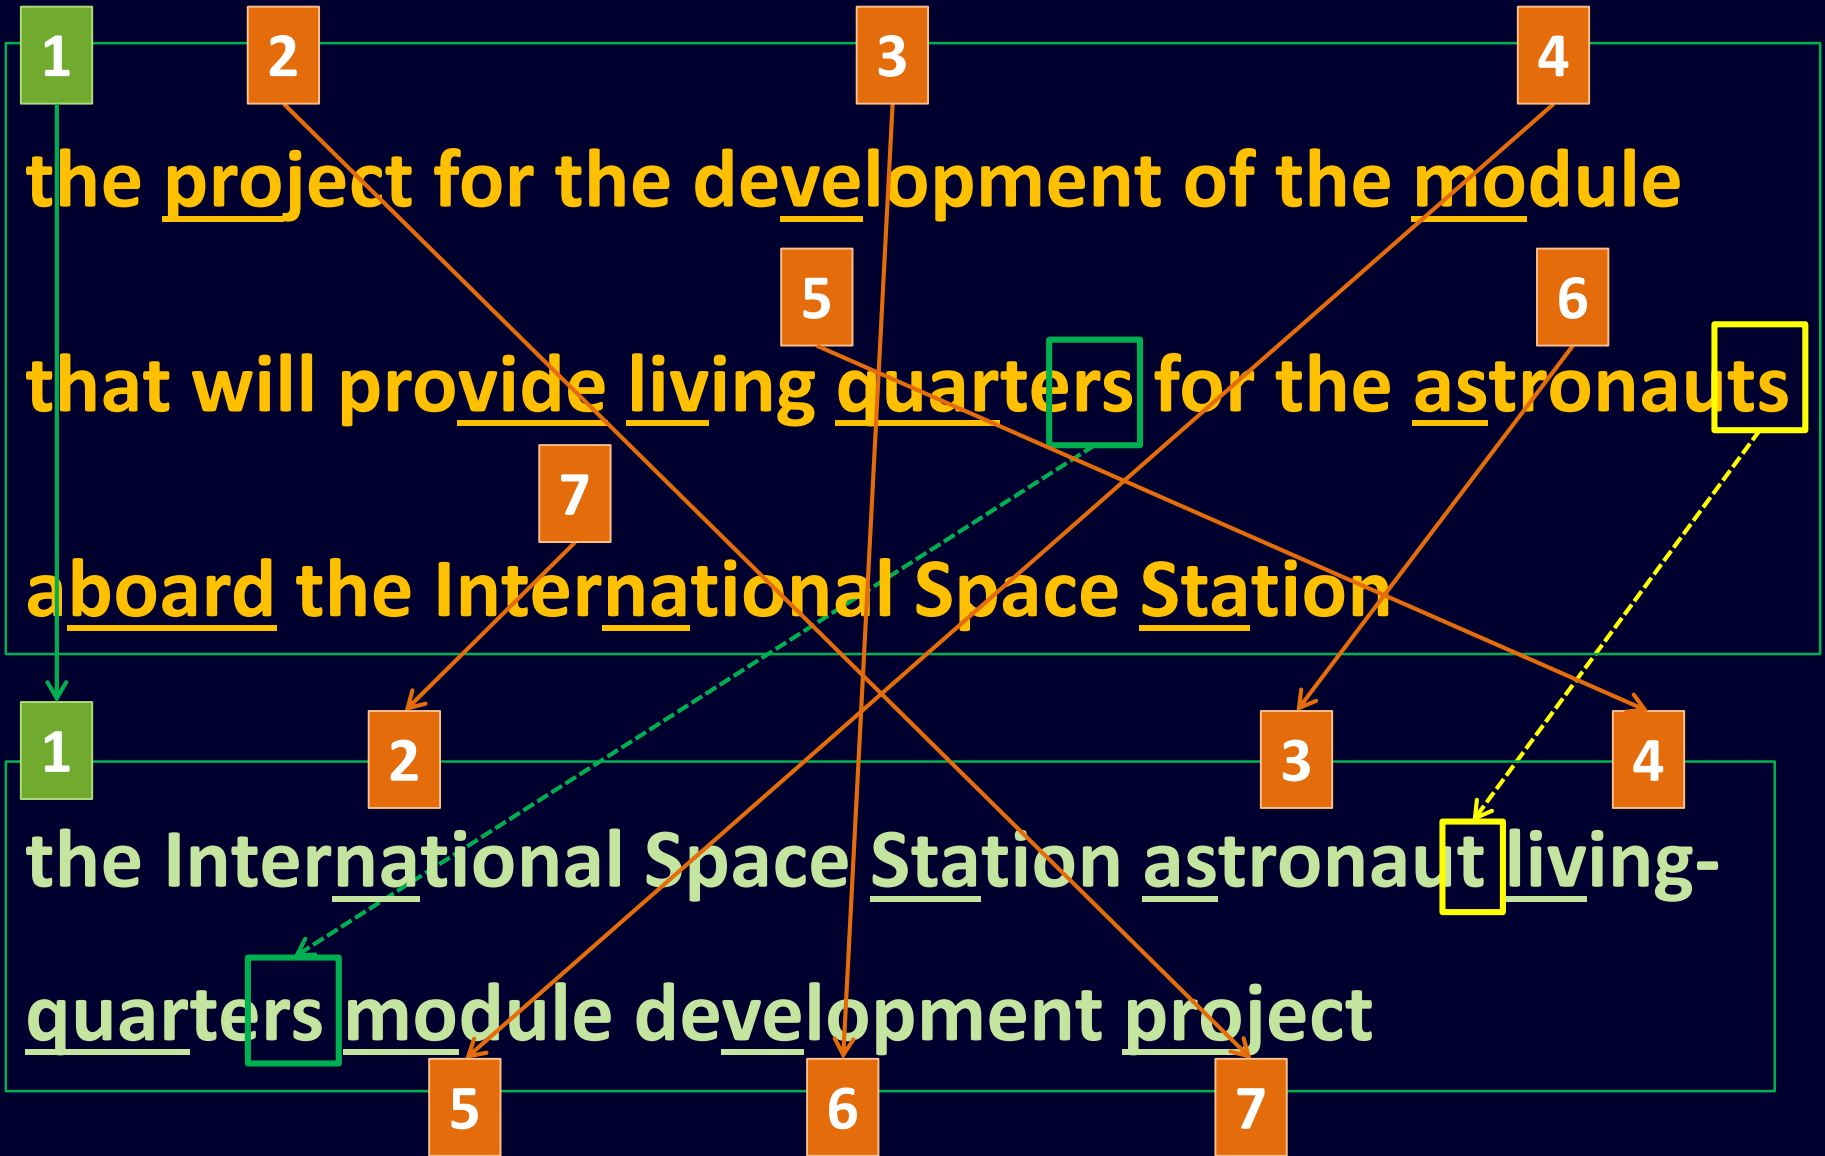 1 2 3 4
the project for the development of the module
5 6
that will provide living quarters for the astronauts
7
aboard the International Space Station
1 2 3 4
the International Space Station astronaut living-
quarters module development project
5 6 7